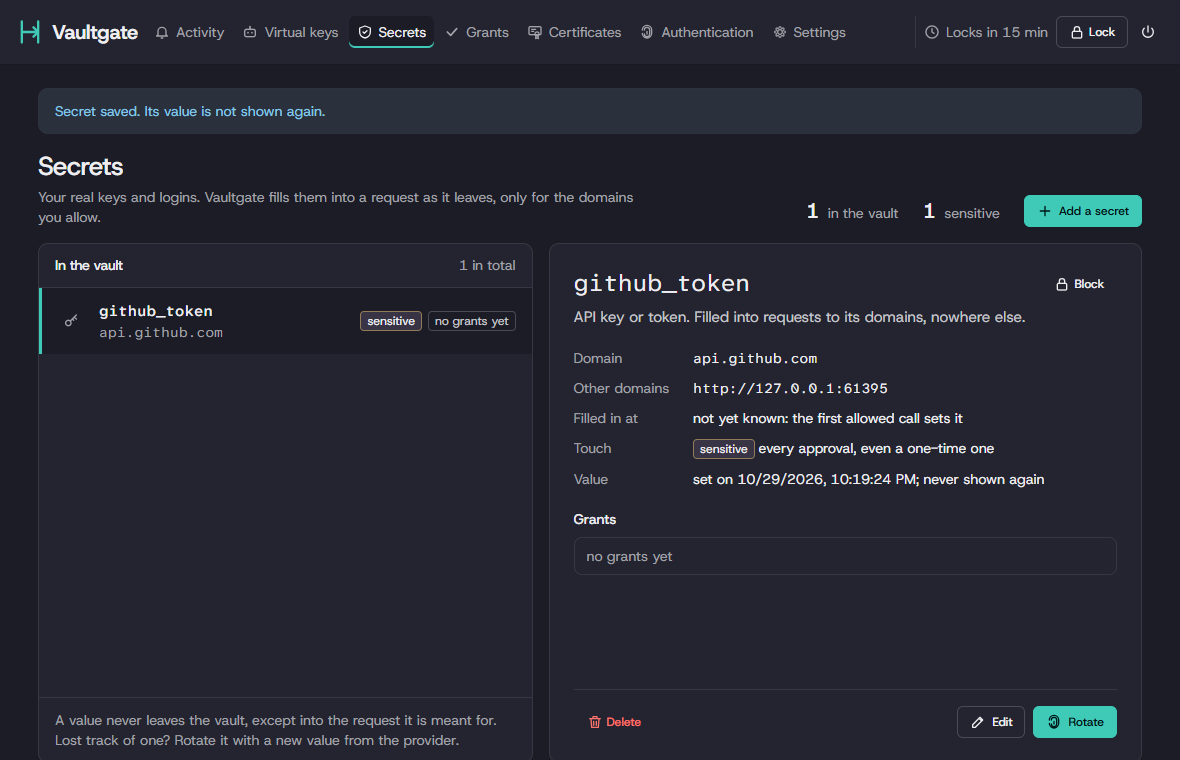 Vaultgate Activity Virtual keys Secrets Grants Certificates Authentication Settings Locks in 15 min Lock
Secret saved. Its value is not shown again.
Secrets
Your real keys and logins. Vaultgate fills them into a request as it leaves, only for the domains
you allow.
1 in the vault 1 sensitive + Add a secret
In the vault 1 in total
github_token
api.github.com
sensitive no grants yet
A value never leaves the vault, except into the request it is meant for.
Lost track of one? Rotate it with a new value from the provider.
github_token Block
API key or token. Filled into requests to its domains, nowhere else.
Domain api.github.com
Other domains http://127.0.0.1:61395
Filled in at not yet known: the first allowed call sets it
Touch sensitive every approval, even a one-time one
Value set on 10/29/2026, 10:19:24 PM; never shown again
Grants
no grants yet
Delete Edit Rotate